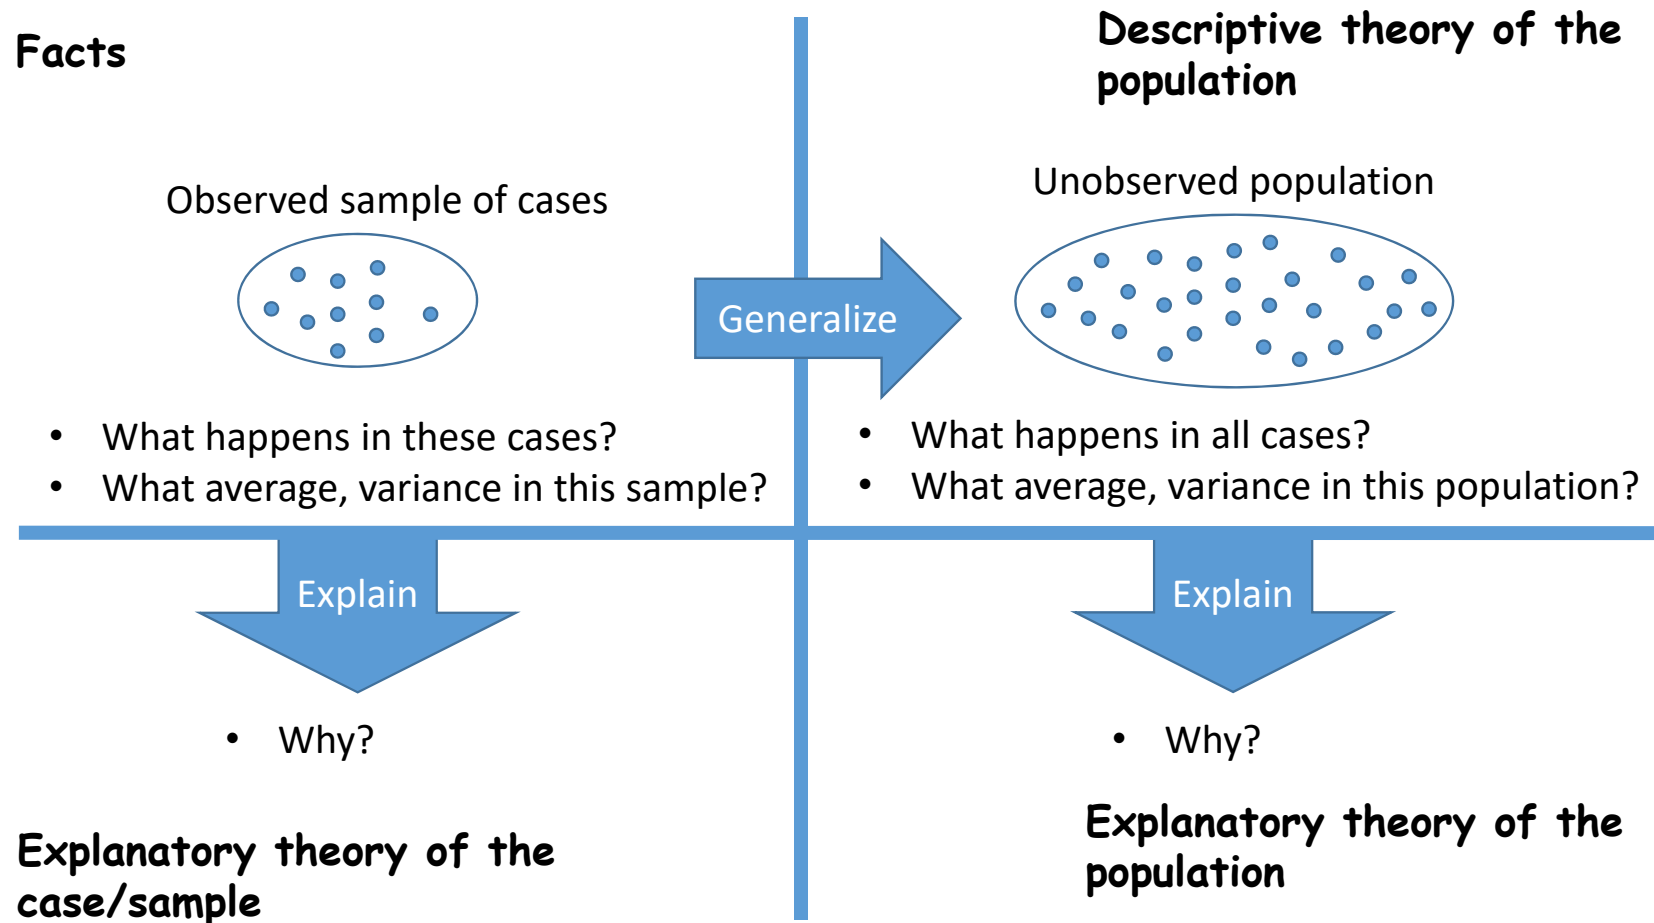 Facts
Observed sample of cases
• What happens in these cases?
• What average, variance in this sample?
Generalize
Descriptive theory of the
population
Unobserved population
• What happens in all cases?
• What average, variance in this population?
Explain
• Why?
Explanatory theory of the
case/sample
Explain
• Why?
Explanatory theory of the
population